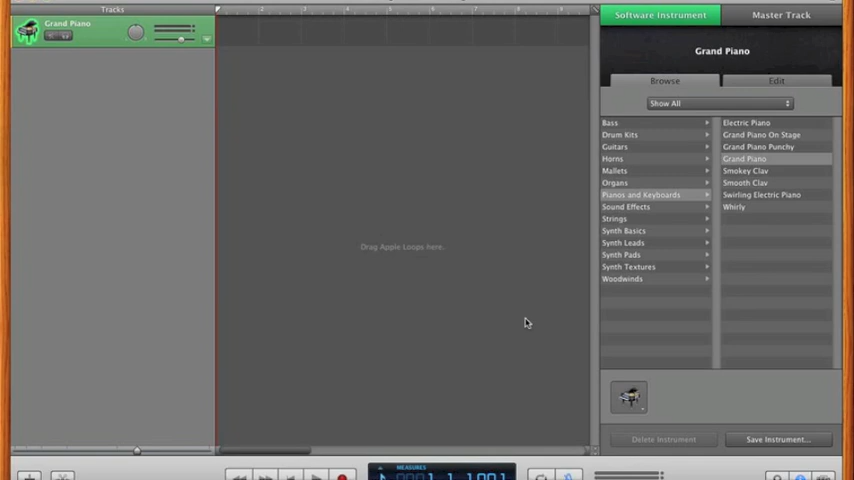 Tracks
Software Instrument
Master Track
Grand Piano
Grand Piano
Browse
Edit
Show All
Bass
Drum Kits
Guitars
Horns
Mallets
Organs
Pianos and Keyboards
Sound Effects
Strings
Synth Basics
Synth Leads
Synth Pads
Synth Textures
Woodwinds
Electric Piano
Grand Piano On Stage
Grand Piano Punchy
Grand Piano
Smokey Clav
Smooth Clav
Swirling Electric Piano
Whirly
Drag Apple Loops here.
Delete Instrument
Save Instrument...
MEASURES